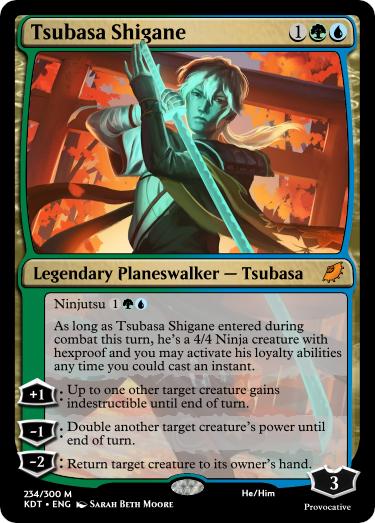 Tsubasa Shigane 1
Legendary Planeswalker — Tsubasa
Ninjutsu 1
As long as Tsubasa Shigane entered during
combat this turn, he's a 4/4 Ninja creature with
hexproof and you may activate his loyalty abilities
any time you could cast an instant.
+1 : Up to one other target creature gains
indestructible until end of turn.
−1 : Double another target creature's power until
end of turn.
−2 : Return target creature to its owner's hand.
3
234/300 M He/Him
KDT • ENG Sarah Beth Moore Provocative